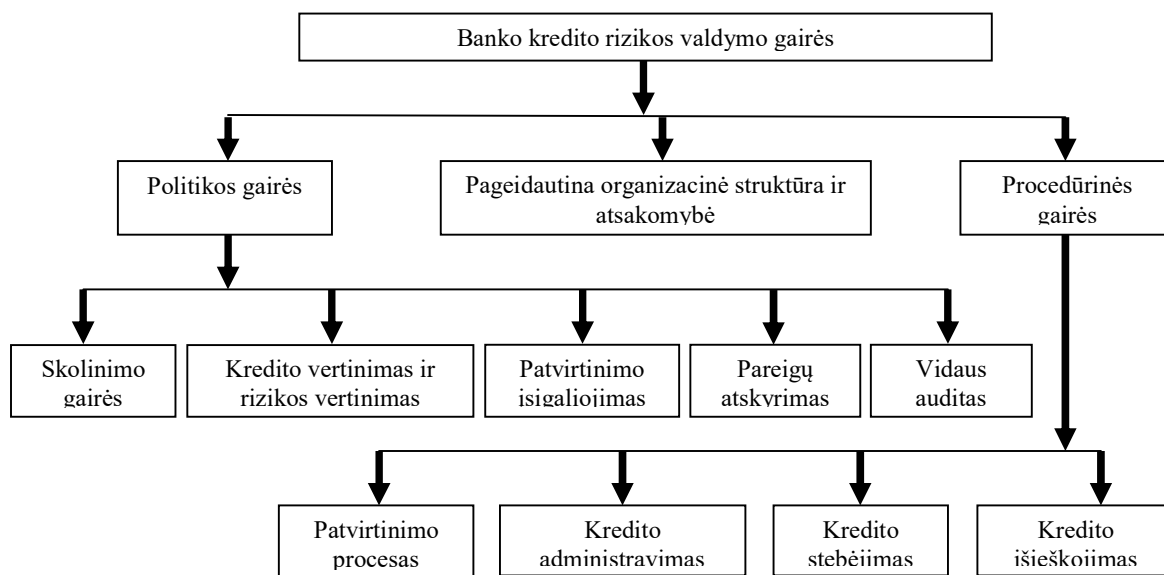 Banko kredito rizikos valdymo gairės
Politikos gairės
Pageidautina organizacinė struktūra ir
atsakomybė
Procedūrinės
gairės
Skolinimo
gairės
Kredito vertinimas ir
rizikos vertinimas
Patvirtinimo
įsigaliojimas
Pareigų
atskyrimas
Vidaus
auditas
Patvirtinimo
procesas
Kredito
administravimas
Kredito
stebėjimas
Kredito
išieškojimas